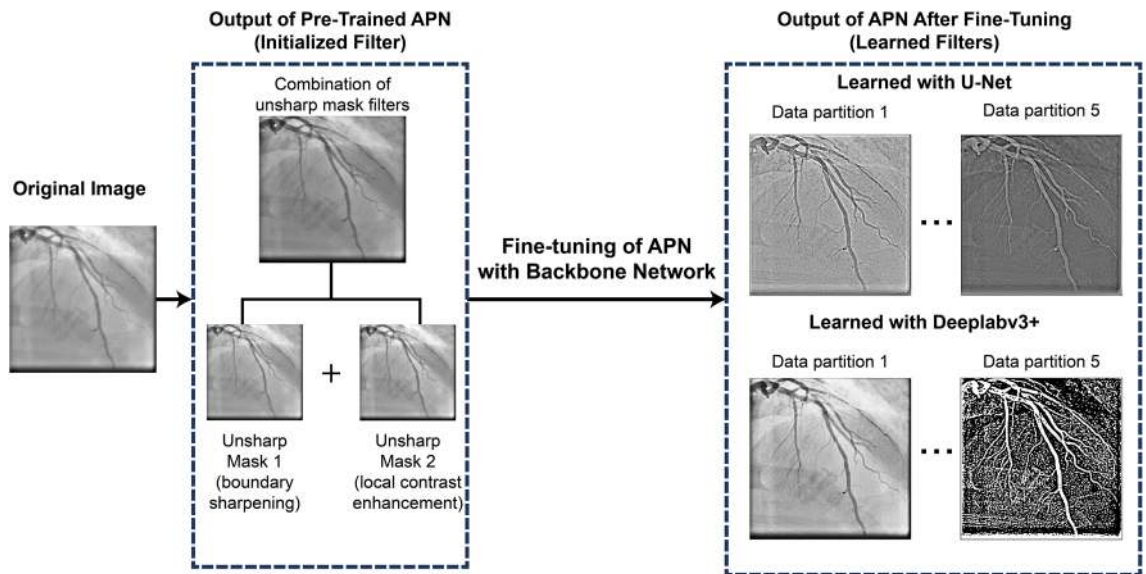 Original Image
Output of Pre-Trained APN
(Initialized Filter)
Combination of
unsharp mask filters
+
Unsharp
Mask 1
(boundary
sharpening)
Unsharp
Mask 2
(local contrast
enhancement)
Fine-tuning of APN
with Backbone Network
Output of APN After Fine-Tuning
(Learned Filters)
Learned with U-Net
Data partition 1
Data partition 5
...
Learned with Deeplabv3+
Data partition 1
Data partition 5
...